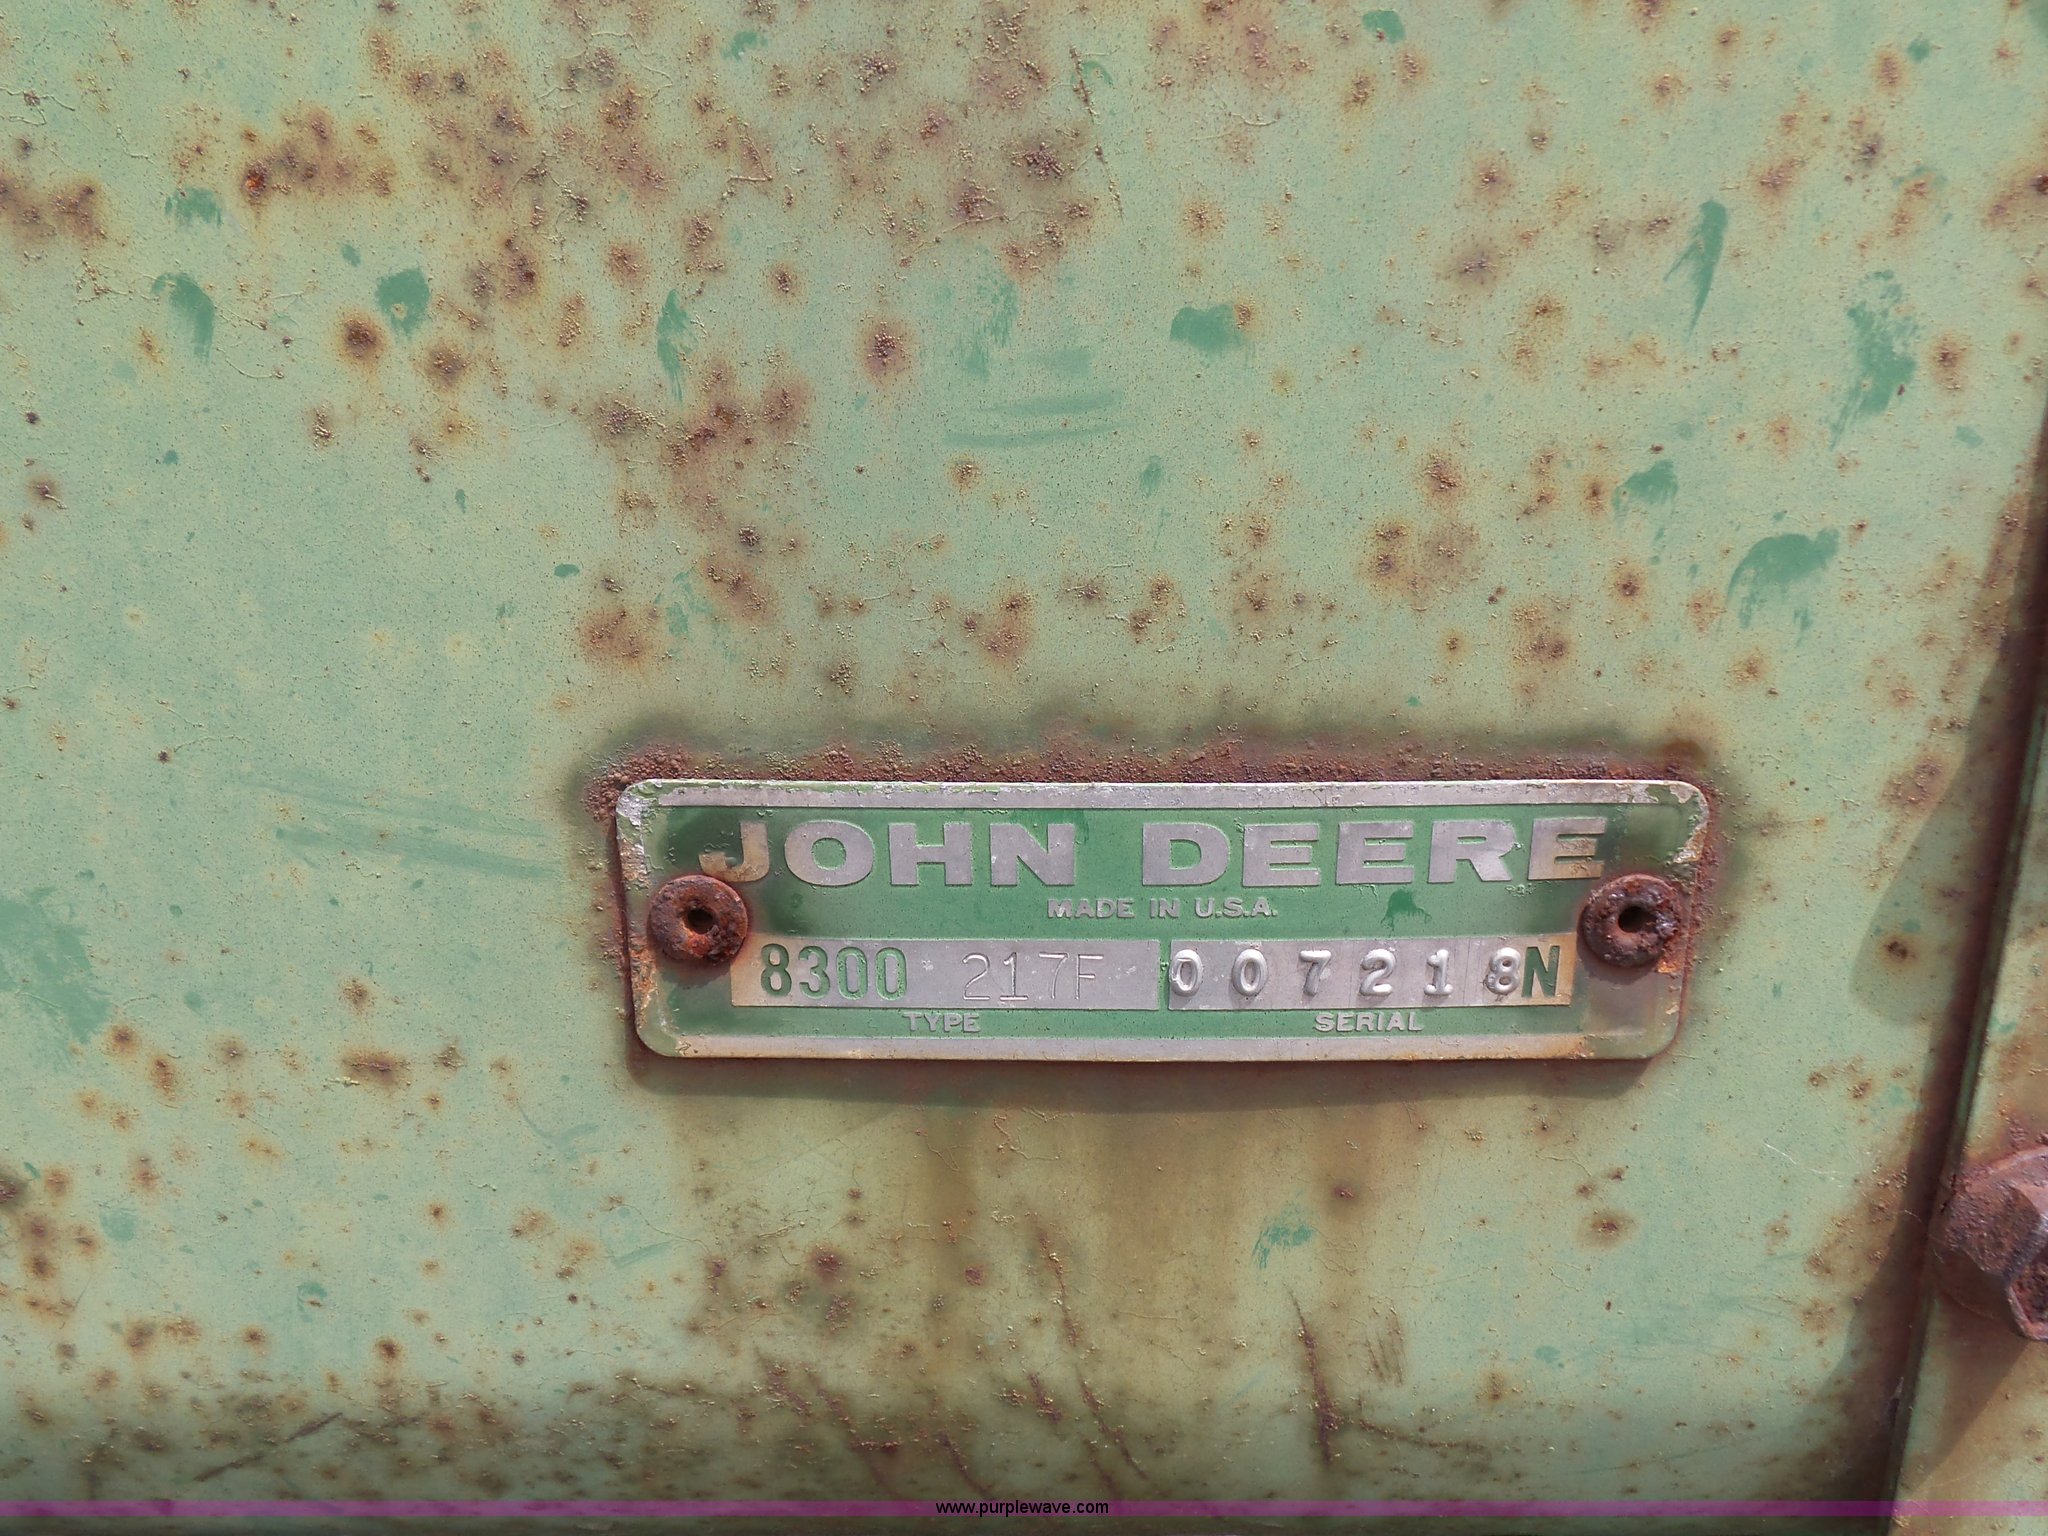 JOHN DEERE
MADE IN U.S.A.
8300 217F 007218N
TYPE SERIAL
www.purplewave.com